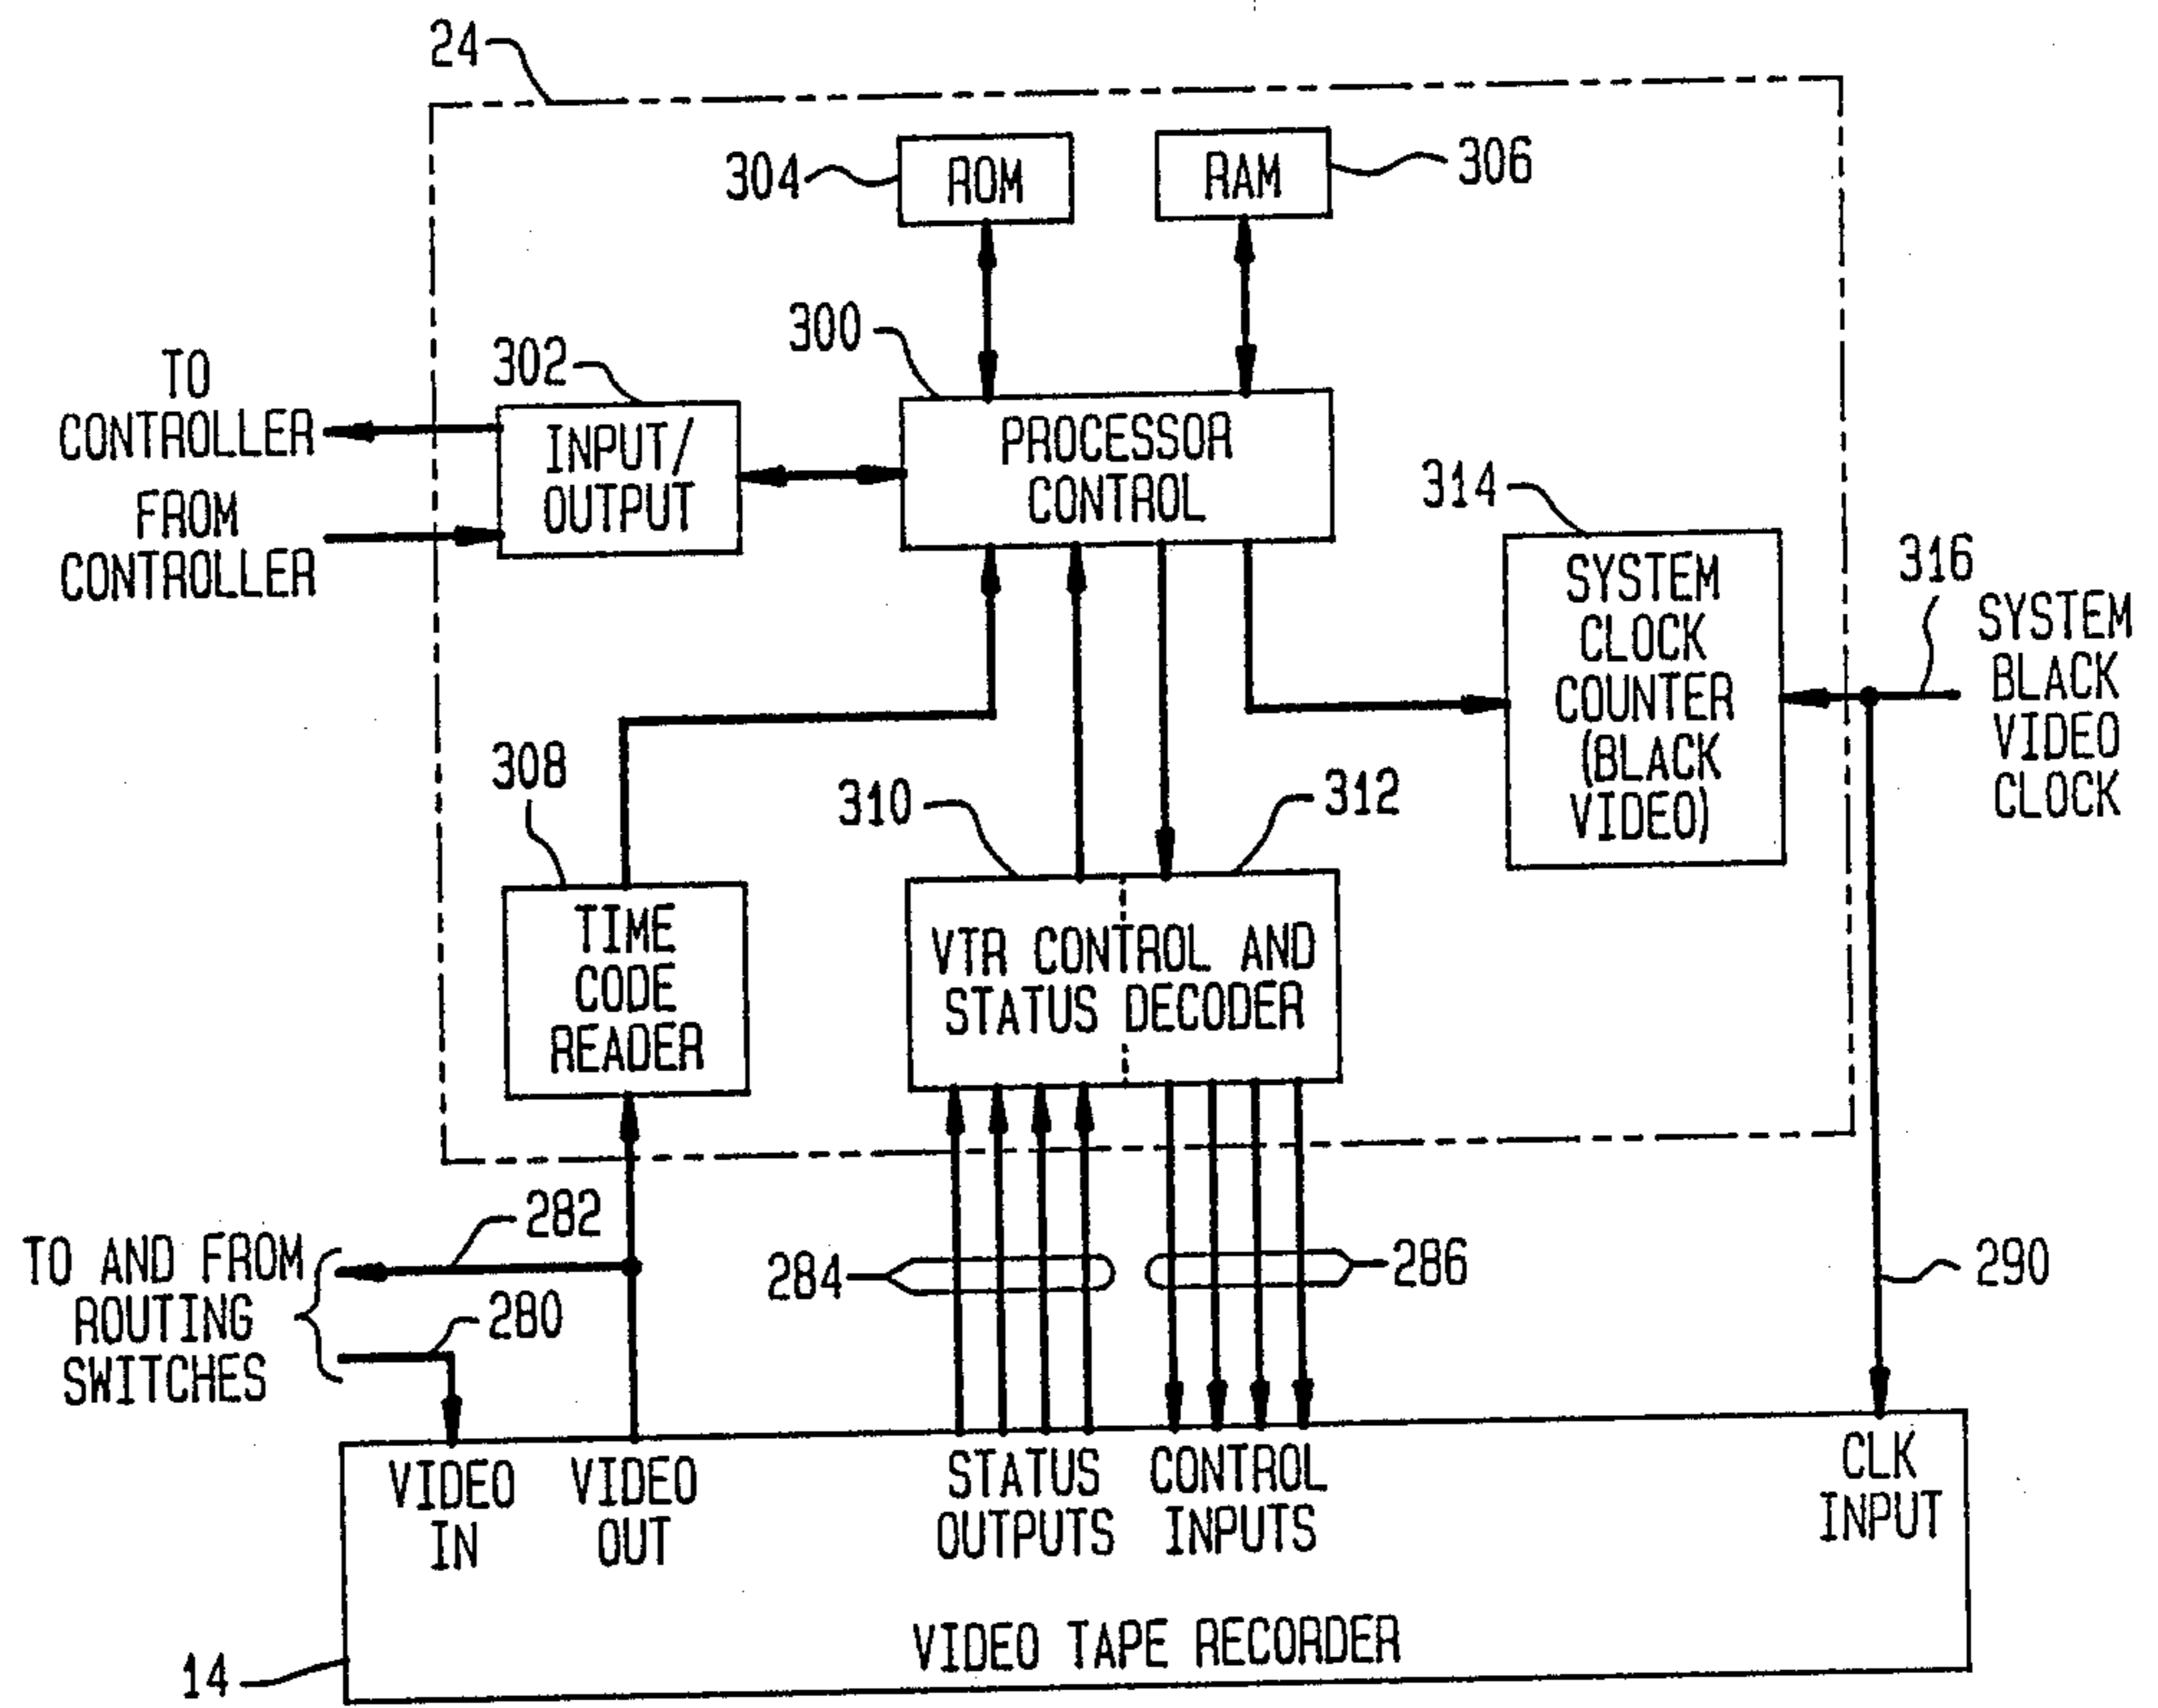 24
304
ROM
RAM
306
300
302
TO
CONTROLLER
FROM
CONTROLLER
INPUT/
OUTPUT
PROCESSOR
CONTROL
314
SYSTEM
CLOCK
COUNTER
(BLACK
VIDEO)
316
SYSTEM
BLACK
VIDEO
CLOCK
308
TIME
CODE
READER
310
312
VTR CONTROL AND
STATUS DECODER
282
TO AND FROM
ROUTING
SWITCHES
280
284
286
290
VIDEO
IN
VIDEO
OUT
STATUS
OUTPUTS
CONTROL
INPUTS
CLK
INPUT
VIDEO TAPE RECORDER
14